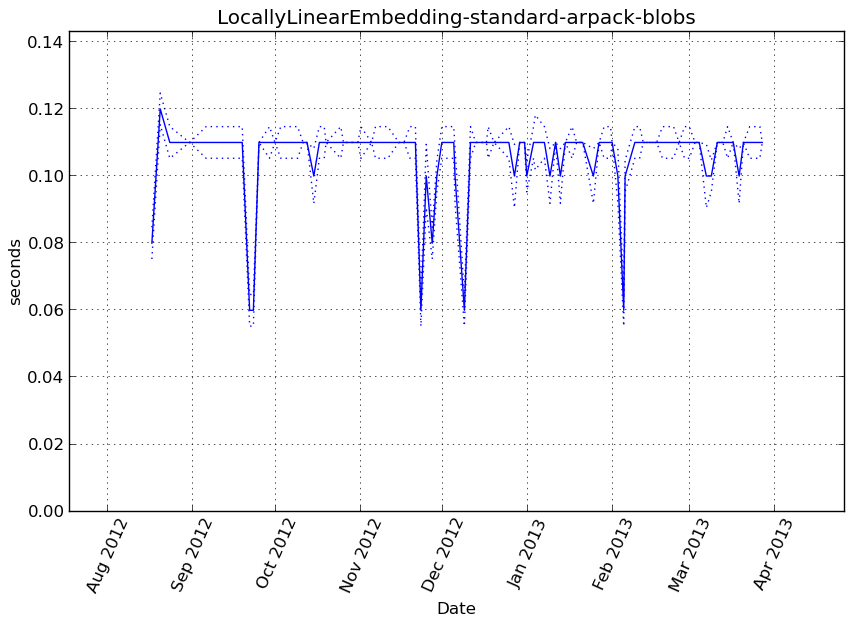 LocallyLinearEmbedding-standard-arpack-blobs
0.14
0.12
0.10
0.08
0.06
0.04
0.02
0.00
seconds
Aug 2012
Sep 2012
Oct 2012
Nov 2012
Dec 2012
Jan 2013
Feb 2013
Mar 2013
Apr 2013
Date